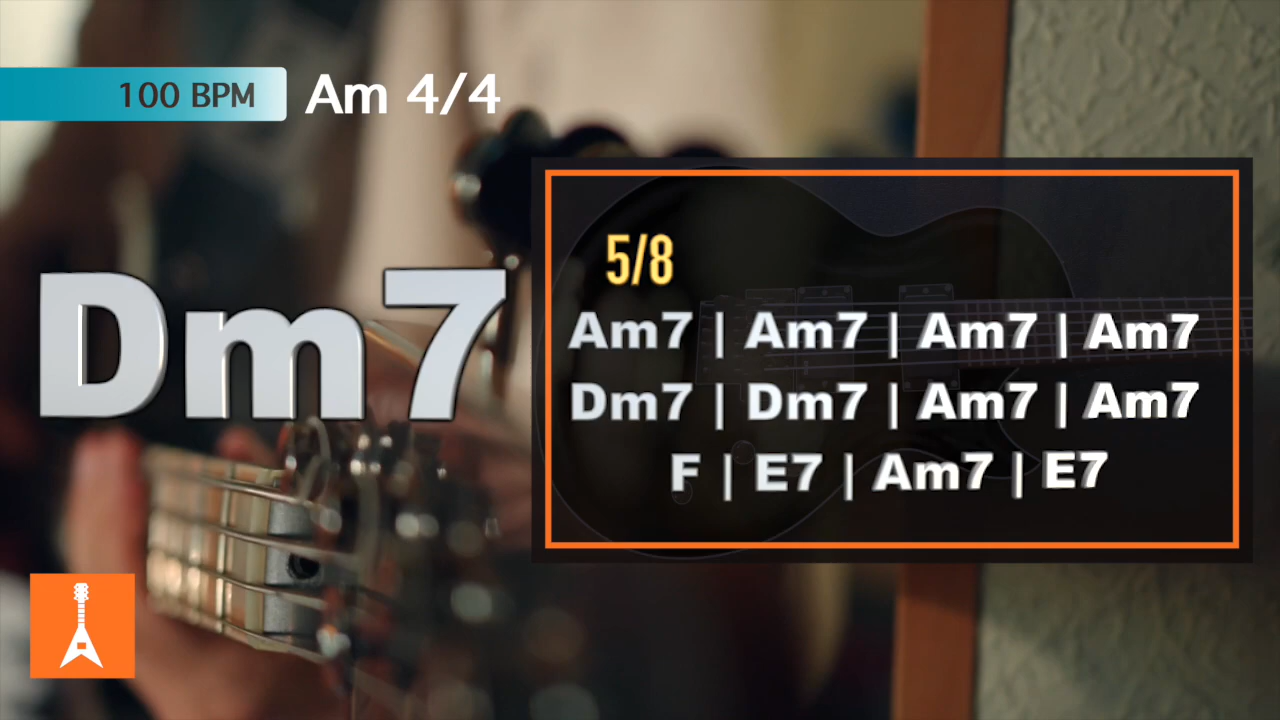 100 BPM Am 4/4
Dm7
5/8
Am7 | Am7 | Am7 | Am7
Dm7 | Dm7 | Am7 | Am7
F | E7 | Am7 | E7